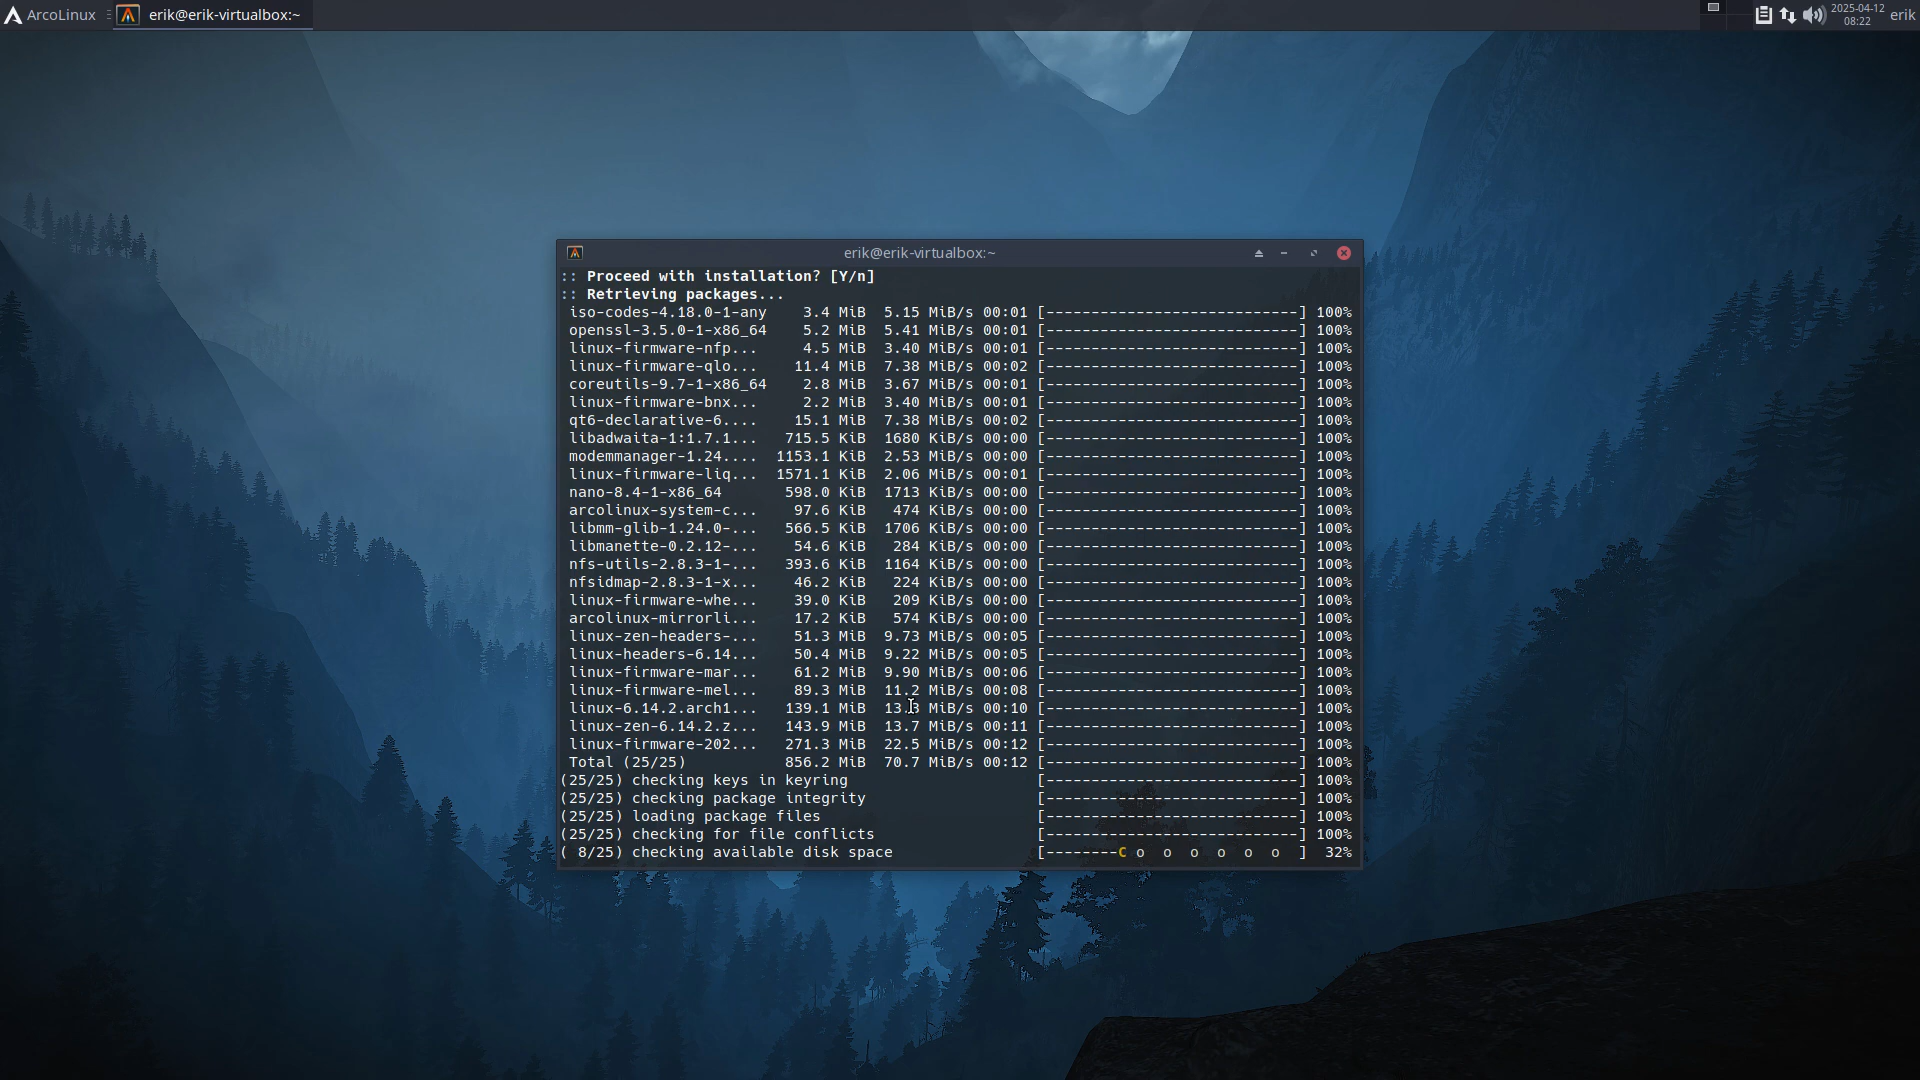 ArcoLinux erik@erik-virtualbox:~ 2025-04-12 erik
08:22
erik@erik-virtualbox:~
:: Proceed with installation? [Y/n]
:: Retrieving packages...
iso-codes-4.18.0-1-any 3.4 MiB 5.15 MiB/s 00:01 [----------------------------] 100%
openssl-3.5.0-1-x86_64 5.2 MiB 5.41 MiB/s 00:01 [----------------------------] 100%
linux-firmware-nfp... 4.5 MiB 3.40 MiB/s 00:01 [----------------------------] 100%
linux-firmware-qlo... 11.4 MiB 7.38 MiB/s 00:02 [----------------------------] 100%
coreutils-9.7-1-x86_64 2.8 MiB 3.67 MiB/s 00:01 [----------------------------] 100%
linux-firmware-bnx... 2.2 MiB 3.40 MiB/s 00:01 [----------------------------] 100%
qt6-declarative-6.... 15.1 MiB 7.38 MiB/s 00:02 [----------------------------] 100%
libadwaita-1:1.7.1... 715.5 KiB 1680 KiB/s 00:00 [----------------------------] 100%
modemmanager-1.24.... 1153.1 KiB 2.53 MiB/s 00:00 [----------------------------] 100%
linux-firmware-liq... 1571.1 KiB 2.06 MiB/s 00:01 [----------------------------] 100%
nano-8.4-1-x86_64 598.0 KiB 1713 KiB/s 00:00 [----------------------------] 100%
arcolinux-system-c... 97.6 KiB 474 KiB/s 00:00 [----------------------------] 100%
libmm-glib-1.24.0-... 566.5 KiB 1706 KiB/s 00:00 [----------------------------] 100%
libmanette-0.2.12-... 54.6 KiB 284 KiB/s 00:00 [----------------------------] 100%
nfs-utils-2.8.3-1-... 393.6 KiB 1164 KiB/s 00:00 [----------------------------] 100%
nfsidmap-2.8.3-1-x... 46.2 KiB 224 KiB/s 00:00 [----------------------------] 100%
linux-firmware-whe... 39.0 KiB 209 KiB/s 00:00 [----------------------------] 100%
arcolinux-mirrorli... 17.2 KiB 574 KiB/s 00:00 [----------------------------] 100%
linux-zen-headers-... 51.3 MiB 9.73 MiB/s 00:05 [----------------------------] 100%
linux-headers-6.14... 50.4 MiB 9.22 MiB/s 00:05 [----------------------------] 100%
linux-firmware-mar... 61.2 MiB 9.90 MiB/s 00:06 [----------------------------] 100%
linux-firmware-mel... 89.3 MiB 11.2 MiB/s 00:08 [----------------------------] 100%
linux-6.14.2.arch1... 139.1 MiB MiB/s 00:10 [----------------------------] 100%
linux-zen-6.14.2.z... 143.9 MiB 13.7 MiB/s 00:11 [----------------------------] 100%
linux-firmware-202... 271.3 MiB 22.5 MiB/s 00:12 [----------------------------] 100%
Total (25/25) 856.2 MiB 70.7 MiB/s 00:12 [----------------------------] 100%
(25/25) checking keys in keyring [----------------------------] 100%
(25/25) checking package integrity [----------------------------] 100%
(25/25) loading package files [----------------------------] 100%
(25/25) checking for file conflicts [----------------------------] 100%
( 8/25) checking available disk space [--------C o o o o o o ] 32%